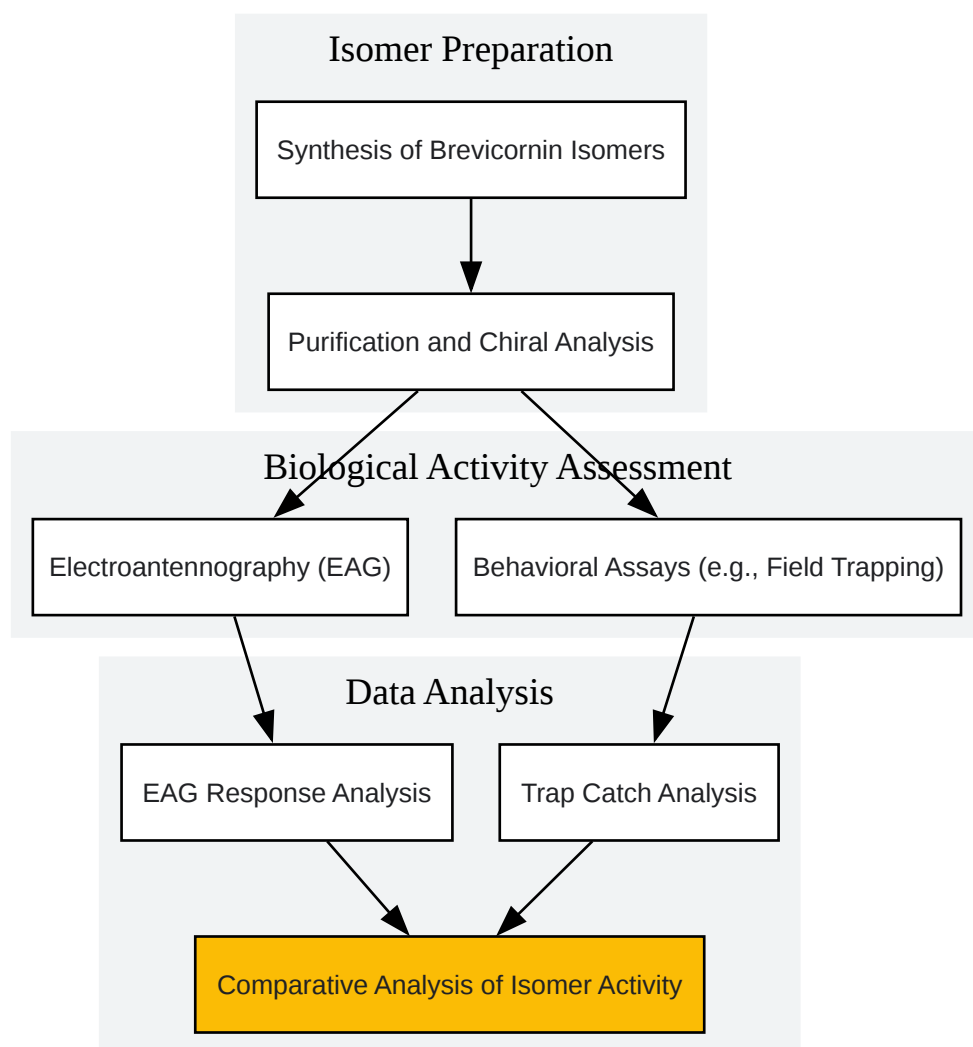 Isomer Preparation
Synthesis of Brevicornin Isomers
Purification and Chiral Analysis
Biological Activity Assessment
Electroantennography (EAG)
Behavioral Assays (e.g., Field Trapping)
Data Analysis
EAG Response Analysis
Trap Catch Analysis
Comparative Analysis of Isomer Activity